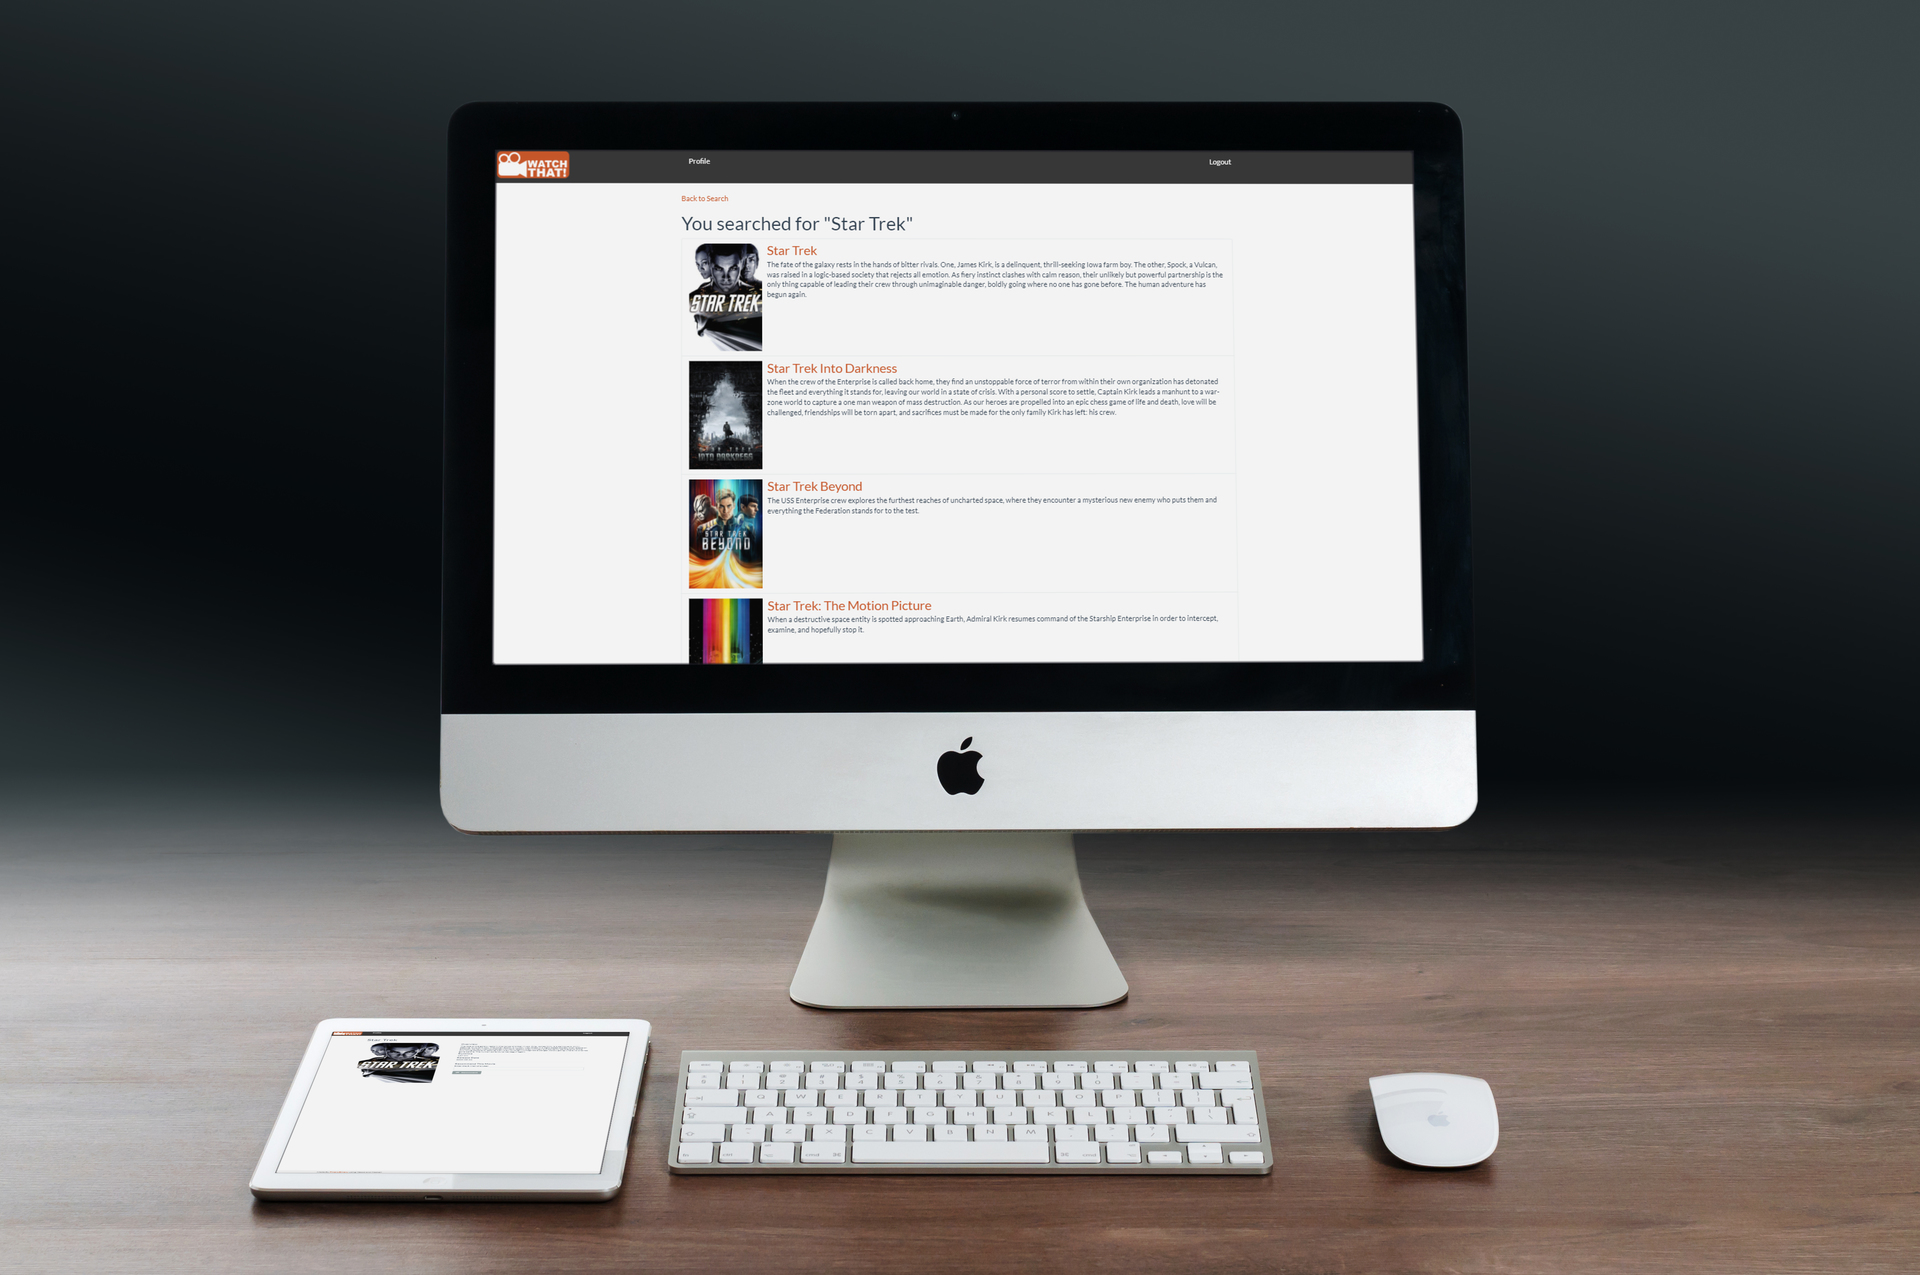 WATCH
THAT!
Profile
Logout
Back to Search
You searched for "Star Trek"
STAR TREK
Star Trek
The fate of the galaxy rests in the hands of bitter rivals. One, James Kirk, is a delinquent, thrill-seeking Iowa farm boy. The other, Spock, a Vulcan,
was raised in a logic-based society that rejects all emotion. As fiery instinct clashes with calm reason, their unlikely but powerful partnership is the
only thing capable of leading their crew through unimaginable danger, boldly going where no one has gone before. The human adventure has
begun again.
INTO DARKNESS
Star Trek Into Darkness
When the crew of the Enterprise is called back home, they find an unstoppable force of terror from within their own organization has detonated
the fleet and everything it stands for, leaving our world in a state of crisis. With a personal score to settle, Captain Kirk leads a manhunt to a war-
zone world to capture a one man weapon of mass destruction. As our heroes are propelled into an epic chess game of life and death, love will be
challenged, friendships will be torn apart, and sacrifices must be made for the only family Kirk has left: his crew.
STAR TREK
BEYOND
Star Trek Beyond
The USS Enterprise crew explores the furthest reaches of uncharted space, where they encounter a mysterious new enemy who puts them and
everything the Federation stands for to the test.
Star Trek: The Motion Picture
When a destructive space entity is spotted approaching Earth, Admiral Kirk resumes command of the Starship Enterprise in order to intercept,
examine, and hopefully stop it.
Star Trek
STAR TREK
Q W E R T Y U I O P
A S D F G H J K L
Z X C V B N M
cmd
cmd